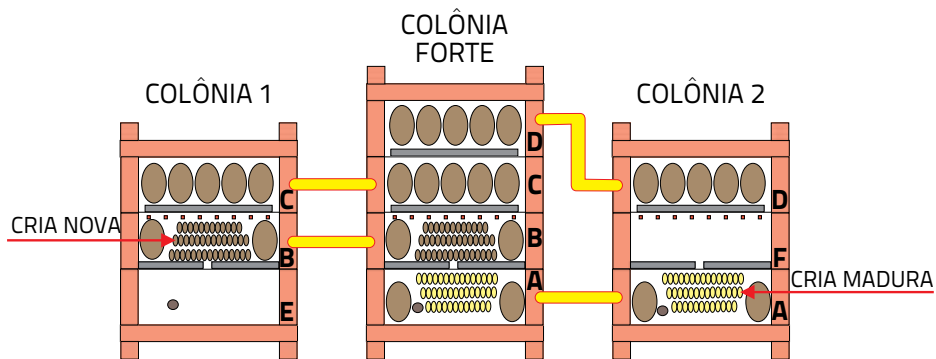 COLÔNIA
FORTE
COLÔNIA 1
COLÔNIA 2
D
C
C
D
CRIA NOVA
B
B
F
A
CRIA MADURA
E
A